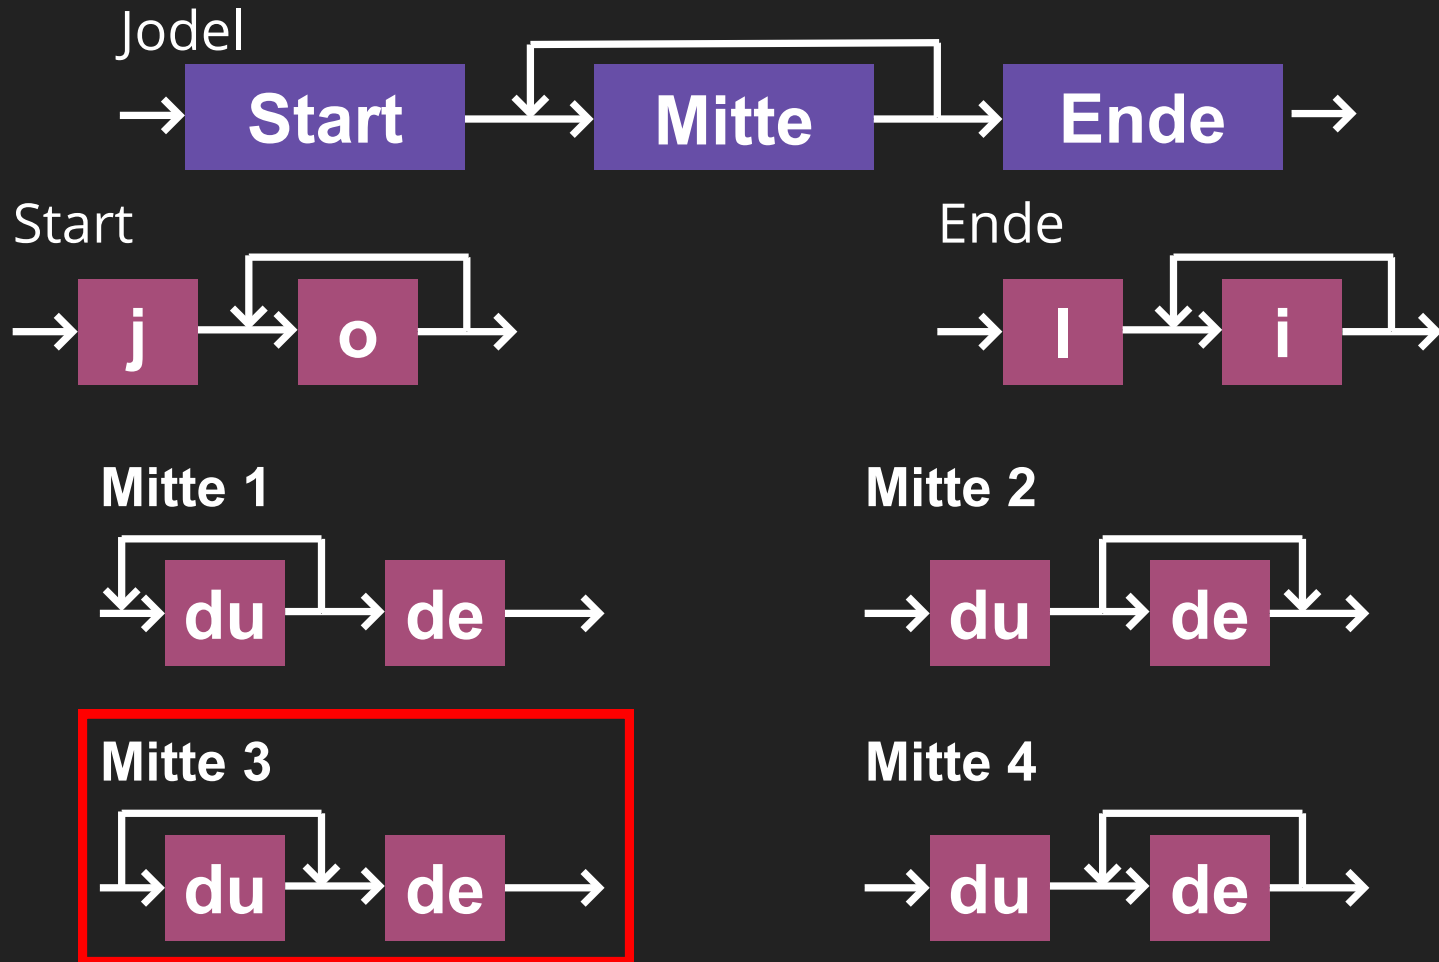 Jodel
Start Mitte Ende
Start Ende
j o l i
Mitte 1 Mitte 2
du de du de
Mitte 3 Mitte 4
du de du de